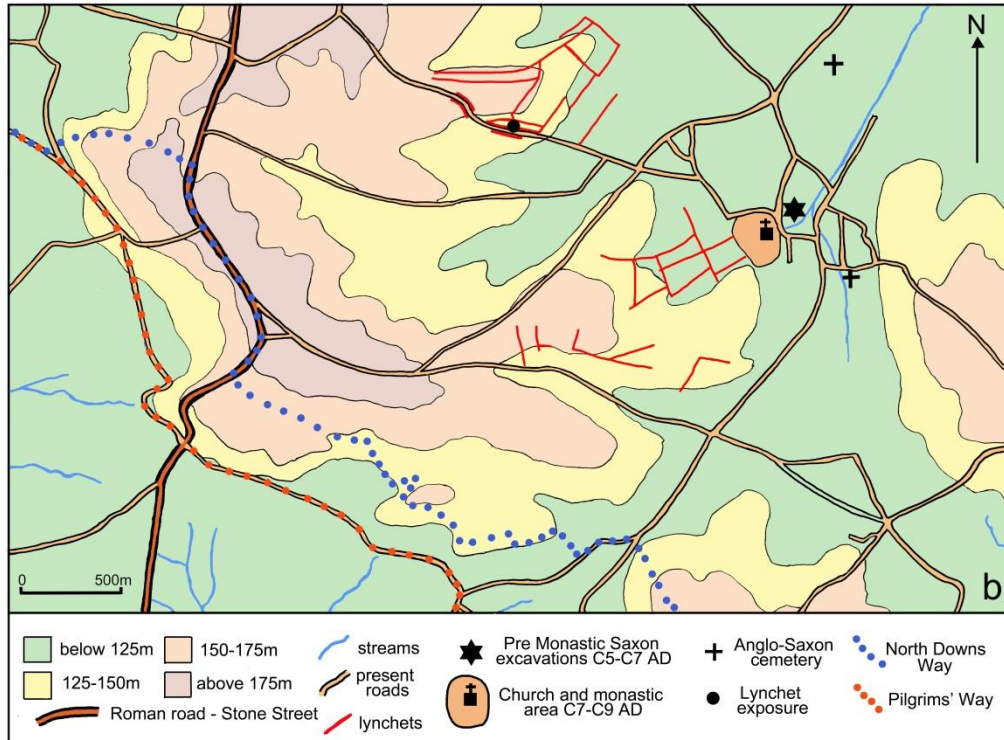 N
0 500m
b
below 125m
150-175m
125-150m
above 175m
Roman road - Stone Street
streams
present
roads
lynchets
Pre Monastic Saxon
excavations C5-C7 AD
Church and monastic
area C7-C9 AD
Anglo-Saxon
cemetery
Lynchet
exposure
North Downs
Way
Pilgrims' Way